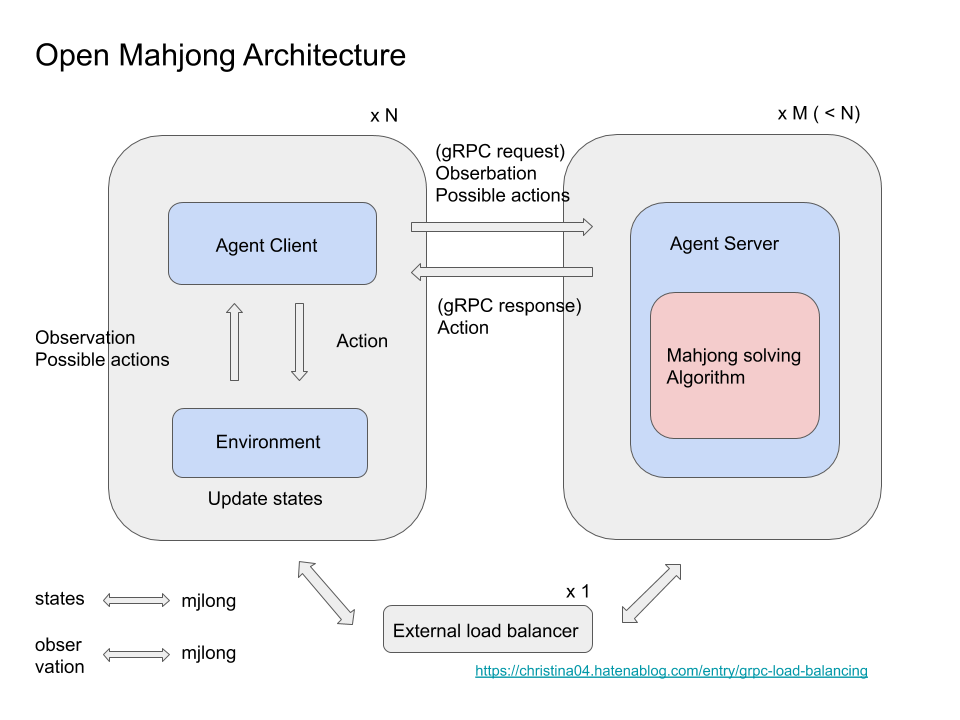 Open Mahjong Architecture
x N
x M ( < N)
(gRPC request)
Obserbation
Possible actions
Agent Client
Agent Server
(gRPC response)
Action
Observation
Possible actions
Action
Mahjong solving
Algorithm
Environment
Update states
x 1
states
mjlong
External load balancer
obser
vation
mjlong
https://christina04.hatenablog.com/entry/grpc-load-balancing